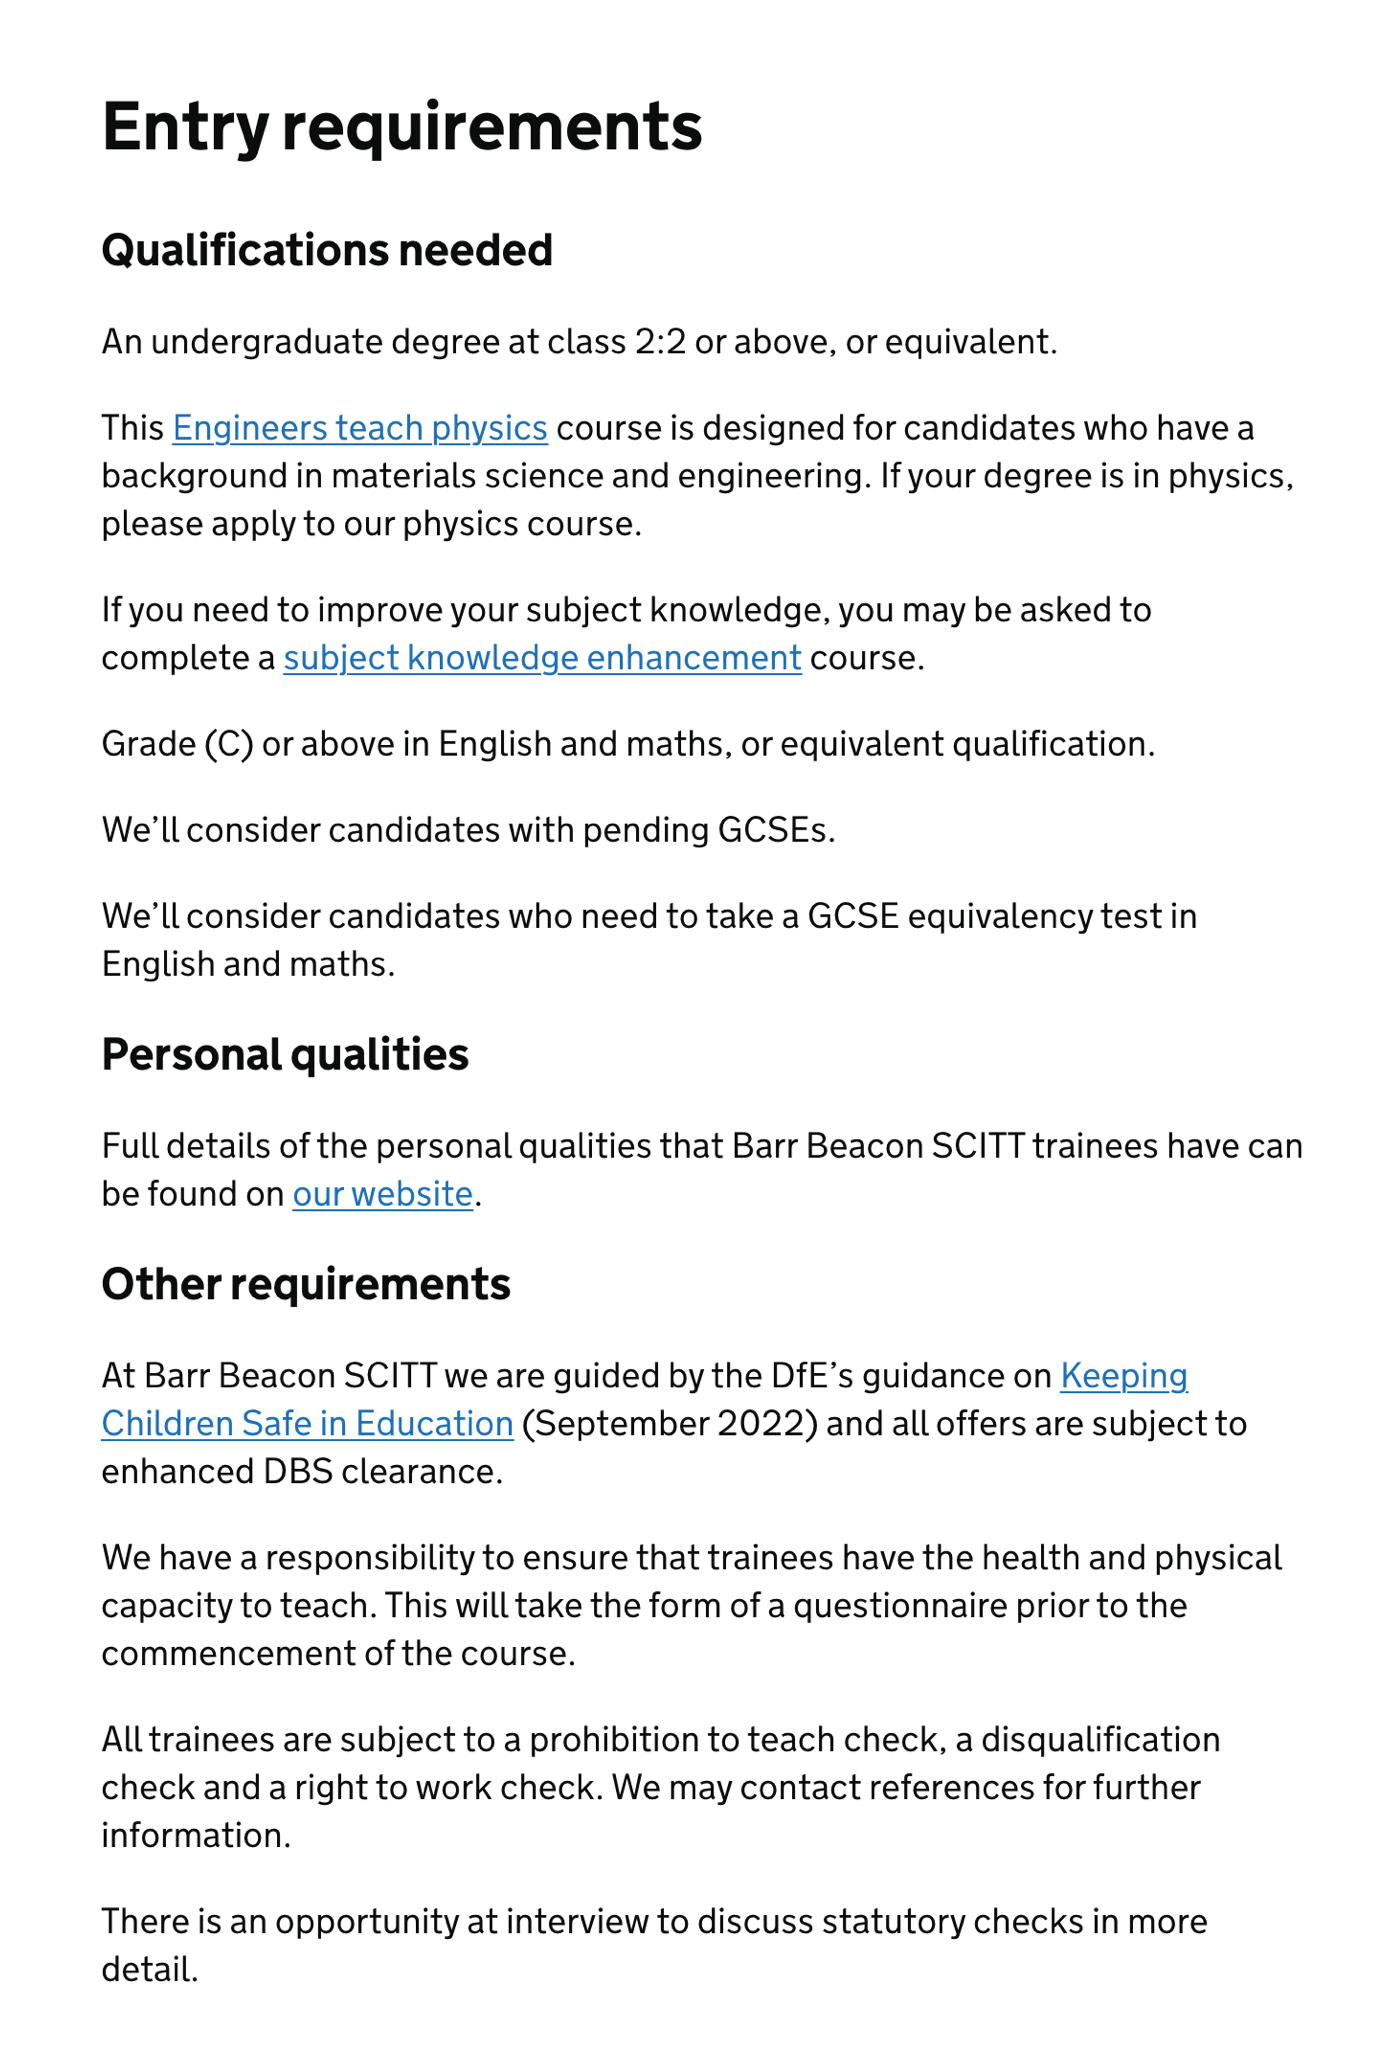 Entry requirements
Qualifications needed
An undergraduate degree at class 2:2 or above, or equivalent.
This Engineers teach physics course is designed for candidates who have a
background in materials science and engineering. If your degree is in physics,
please apply to our physics course.
If you need to improve your subject knowledge, you may be asked to
complete a subject knowledge enhancement course.
Grade (C) or above in English and maths, or equivalent qualification.
We’ll consider candidates with pending GCSEs.
We’ll consider candidates who need to take a GCSE equivalency test in
English and maths.
Personal qualities
Full details of the personal qualities that Barr Beacon SCITT trainees have can
be found on our website.
Other requirements
At Barr Beacon SCITT we are guided by the DfE’s guidance on Keeping
Children Safe in Education (September 2022) and all offers are subject to
enhanced DBS clearance.
We have a responsibility to ensure that trainees have the health and physical
capacity to teach. This will take the form of a questionnaire prior to the
commencement of the course.
All trainees are subject to a prohibition to teach check, a disqualification
check and a right to work check. We may contact references for further
information.
There is an opportunity at interview to discuss statutory checks in more
detail.